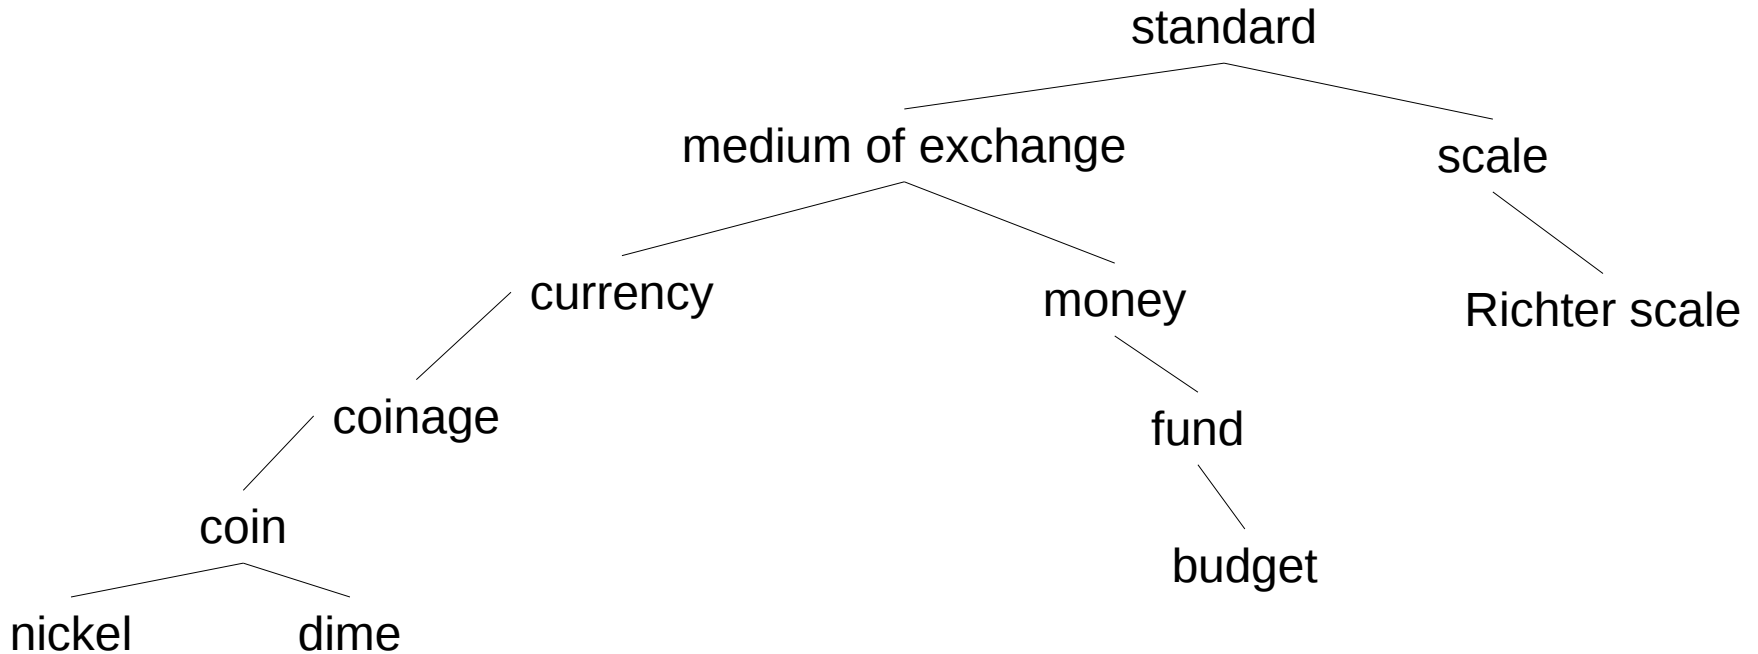 standard
medium of exchange
scale
currency
money
Richter scale
coinage
fund
coin
budget
nickel
dime